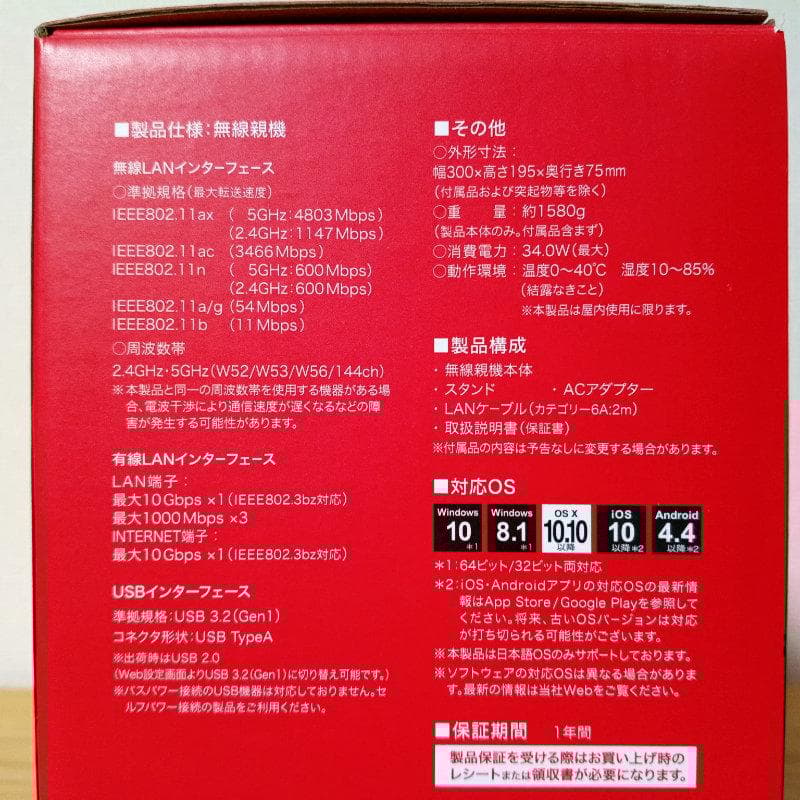 ■製品仕様：無線親機
無線LANインターフェース
○準拠規格（最大転送速度）
IEEE802.11ax （ 5GHz：4803Mbps）
（2.4GHz：1147Mbps）
IEEE802.11ac （3466Mbps）
IEEE802.11n （ 5GHz：600Mbps）
（2.4GHz：600Mbps）
IEEE802.11a/g （54Mbps）
IEEE802.11b （11Mbps）
○周波数帯
2.4GHz・5GHz（W52/W53/W56/144ch）
※本製品と同一の周波数帯を使用する機器がある場
合、電波干渉により通信速度が遅くなるなどの障
害が発生する可能性があります。
有線LANインターフェース
LAN端子：
最大10Gbps ×1（IEEE802.3bz対応）
最大1000Mbps ×3
INTERNET端子：
最大10Gbps ×1（IEEE802.3bz対応）
USBインターフェース
準拠規格：USB 3.2（Gen1）
コネクタ形状：USB TypeA
※出荷時はUSB 2.0
（Web設定画面よりUSB 3.2（Gen1）に切り替え可能です。）
※バスパワー接続のUSB機器は対応しておりません。セ
ルフパワー接続の製品をご利用ください。
■その他
○外形寸法：
幅300×高さ195×奥行き75mm
（付属品および突起物等を除く）
○重　　量：約1580g
（製品本体のみ。付属品含まず）
○消費電力：34.0W（最大）
○動作環境：温度0～40℃　湿度10～85%
（結露なきこと）
※本製品は屋内使用に限ります。
■製品構成
・無線親機本体
・スタンド　・ACアダプター
・LANケーブル（カテゴリー6A：2m）
・取扱説明書（保証書）
※付属品の内容は予告なしに変更する場合があります。
■対応OS
Windows 10 *1
Windows 8.1 *1
OS X 10.10 以降
iOS 10 以降*2
Android 4.4 以降*2
*1：64ビット/32ビット両対応
*2：iOS・Androidアプリの対応OSの最新情
報はApp Store／Google Playを参照して
ください。将来、古いOSバージョンは対応
が打ち切られる可能性がございます。
※本製品は日本語OSのみサポートしております。
※ソフトウェアの対応OSは異なる場合がありま
す。最新の情報は当社Webをご覧ください。
■保証期間　1年間
製品保証を受ける際はお買い上げ時の
レシートまたは領収書が必要になります。